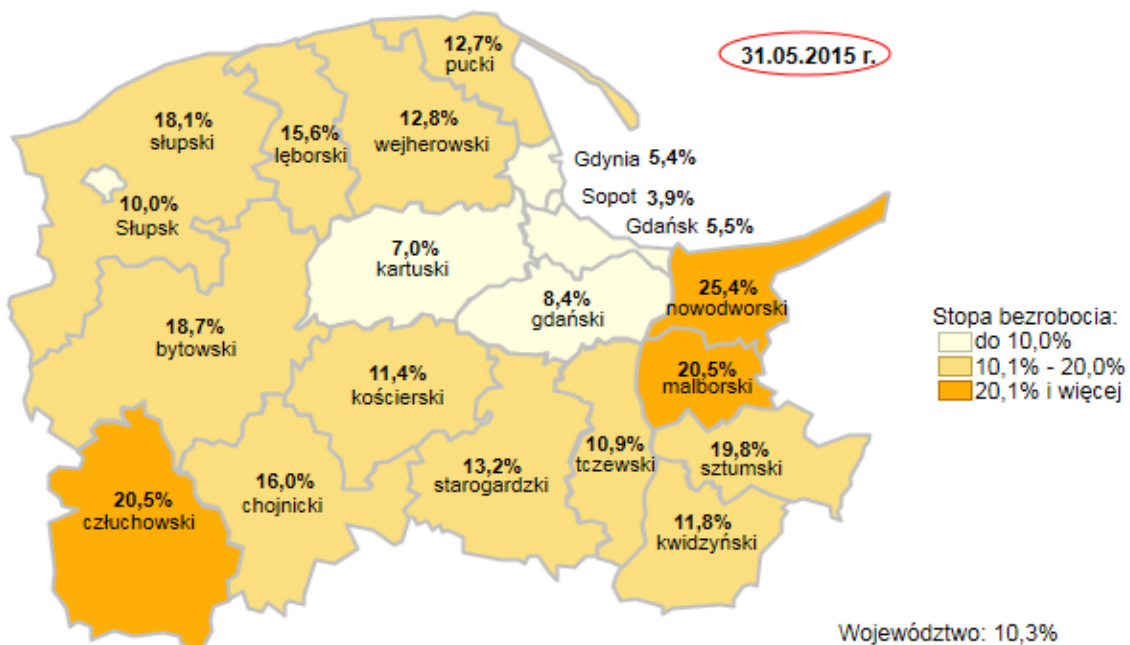 12,7%
pucki
31.05.2015 r.
18,1%
słupski
15,6%
lęborski
12,8%
wejherowski
Gdynia 5,4%
Sopot 3,9%
Gdańsk 5,5%
10,0%
Słupsk
7,0%
kartuski
8,4%
gdański
25,4%
nowodworski
18,7%
bytowski
11,4%
kościerski
20,5%
malborski
Stopa bezrobocia:
do 10,0%
10,1% - 20,0%
20,1% i więcej
20,5%
człuchowski
16,0%
chojnicki
13,2%
starogardzki
10,9%
tczewski
19,8%
sztumski
11,8%
kwidzyński
Województwo: 10,3%